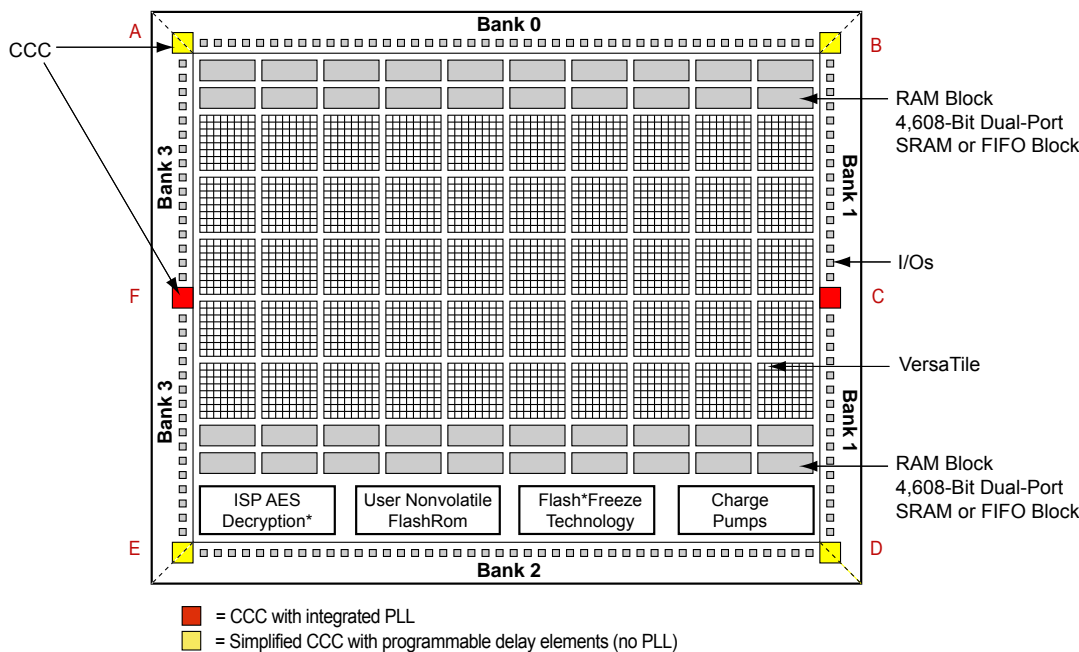 Bank 0
A
B
CCC
RAM Block
4,608-Bit Dual-Port
SRAM or FIFO Block
Bank 3
Bank 1
I/Os
F
C
VersaTile
Bank 3
Bank 1
RAM Block
4,608-Bit Dual-Port
SRAM or FIFO Block
ISP AES
Decryption*
User Nonvolatile
FlashRom
Flash*Freeze
Technology
Charge
Pumps
E
D
Bank 2
= CCC with integrated PLL
= Simplified CCC with programmable delay elements (no PLL)